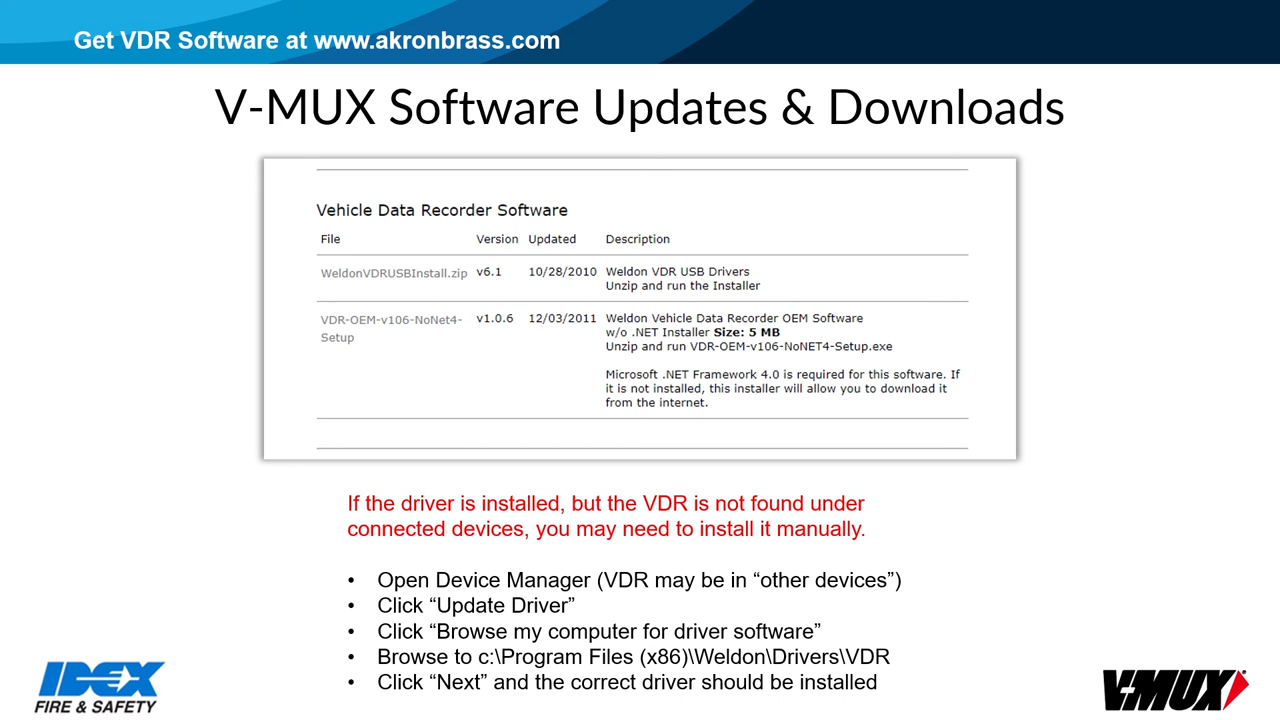 Get VDR Software at www.akronbrass.com
V-MUX Software Updates & Downloads
Vehicle Data Recorder Software
File Version Updated Description
WeldonVDRUSBInstall.zip v6.1 10/28/2010 Weldon VDR USB Drivers
Unzip and run the Installer
VDR-OEM-v106-NoNet4- v1.0.6 12/03/2011 Weldon Vehicle Data Recorder OEM Software
Setup w/o .NET Installer Size: 5 MB
Unzip and run VDR-OEM-v106-NoNET4-Setup.exe
Microsoft .NET Framework 4.0 is required for this software. If
it is not installed, this installer will allow you to download it
from the internet.
If the driver is installed, but the VDR is not found under
connected devices, you may need to install it manually.
• Open Device Manager (VDR may be in “other devices”)
• Click “Update Driver”
• Click “Browse my computer for driver software”
• Browse to c:\Program Files (x86)\Weldon\Drivers\VDR
• Click “Next” and the correct driver should be installed
IDEX
FIRE & SAFETY
V-MUX